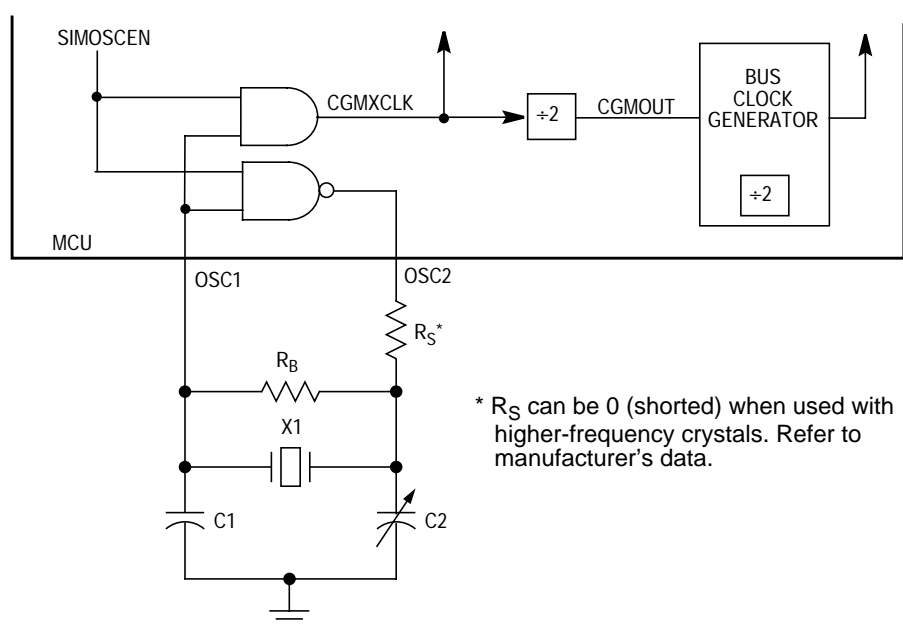 SIMOSCEN
CGMXCLK
÷2
CGMOUT
BUS
CLOCK
GENERATOR
÷2
MCU
OSC1
OSC2
RS*
RB
X1
C1
C2
* RS can be 0 (shorted) when used with
higher-frequency crystals. Refer to
manufacturer's data.